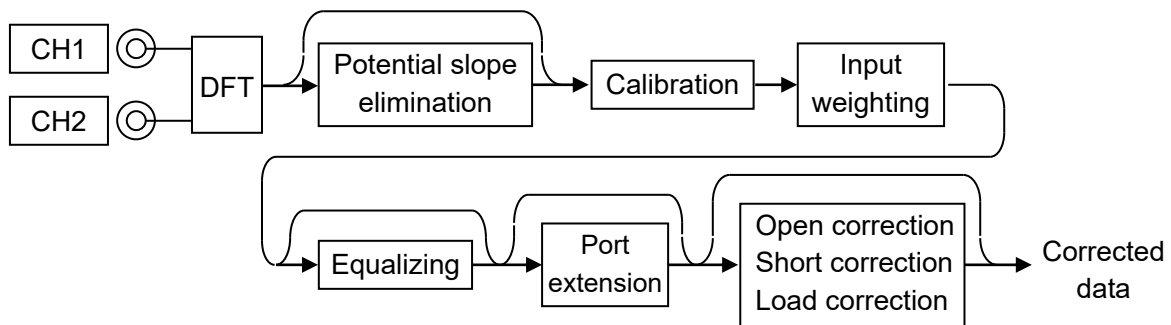 CH1
CH2
DFT
Potential slope
elimination
Calibration
Input
weighting
Equalizing
Port
extension
Open correction
Short correction
Load correction
Corrected
data